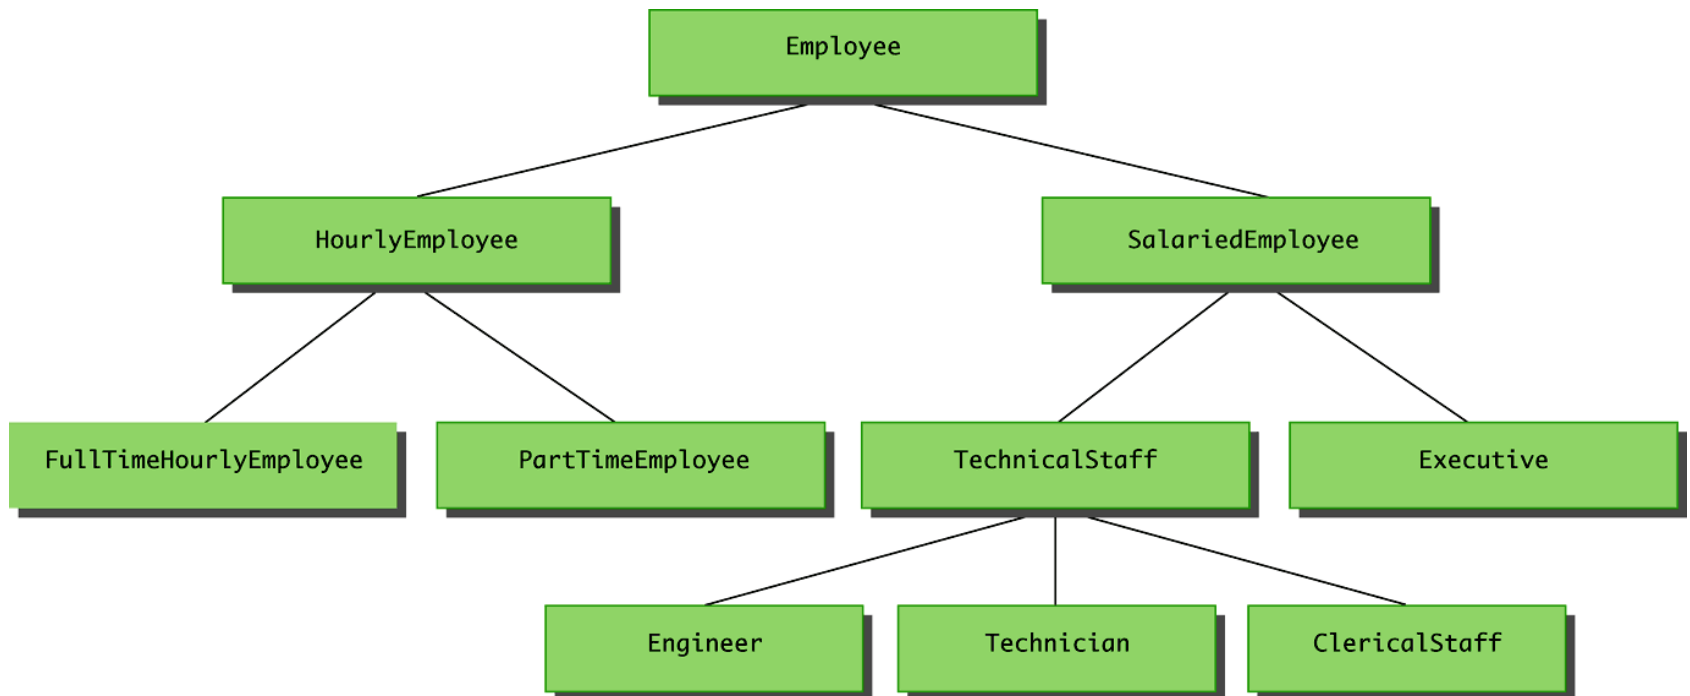 Employee
HourlyEmployee
SalariedEmployee
FullTimeHourlyEmployee
PartTimeEmployee
TechnicalStaff
Executive
Engineer
Technician
ClericalStaff